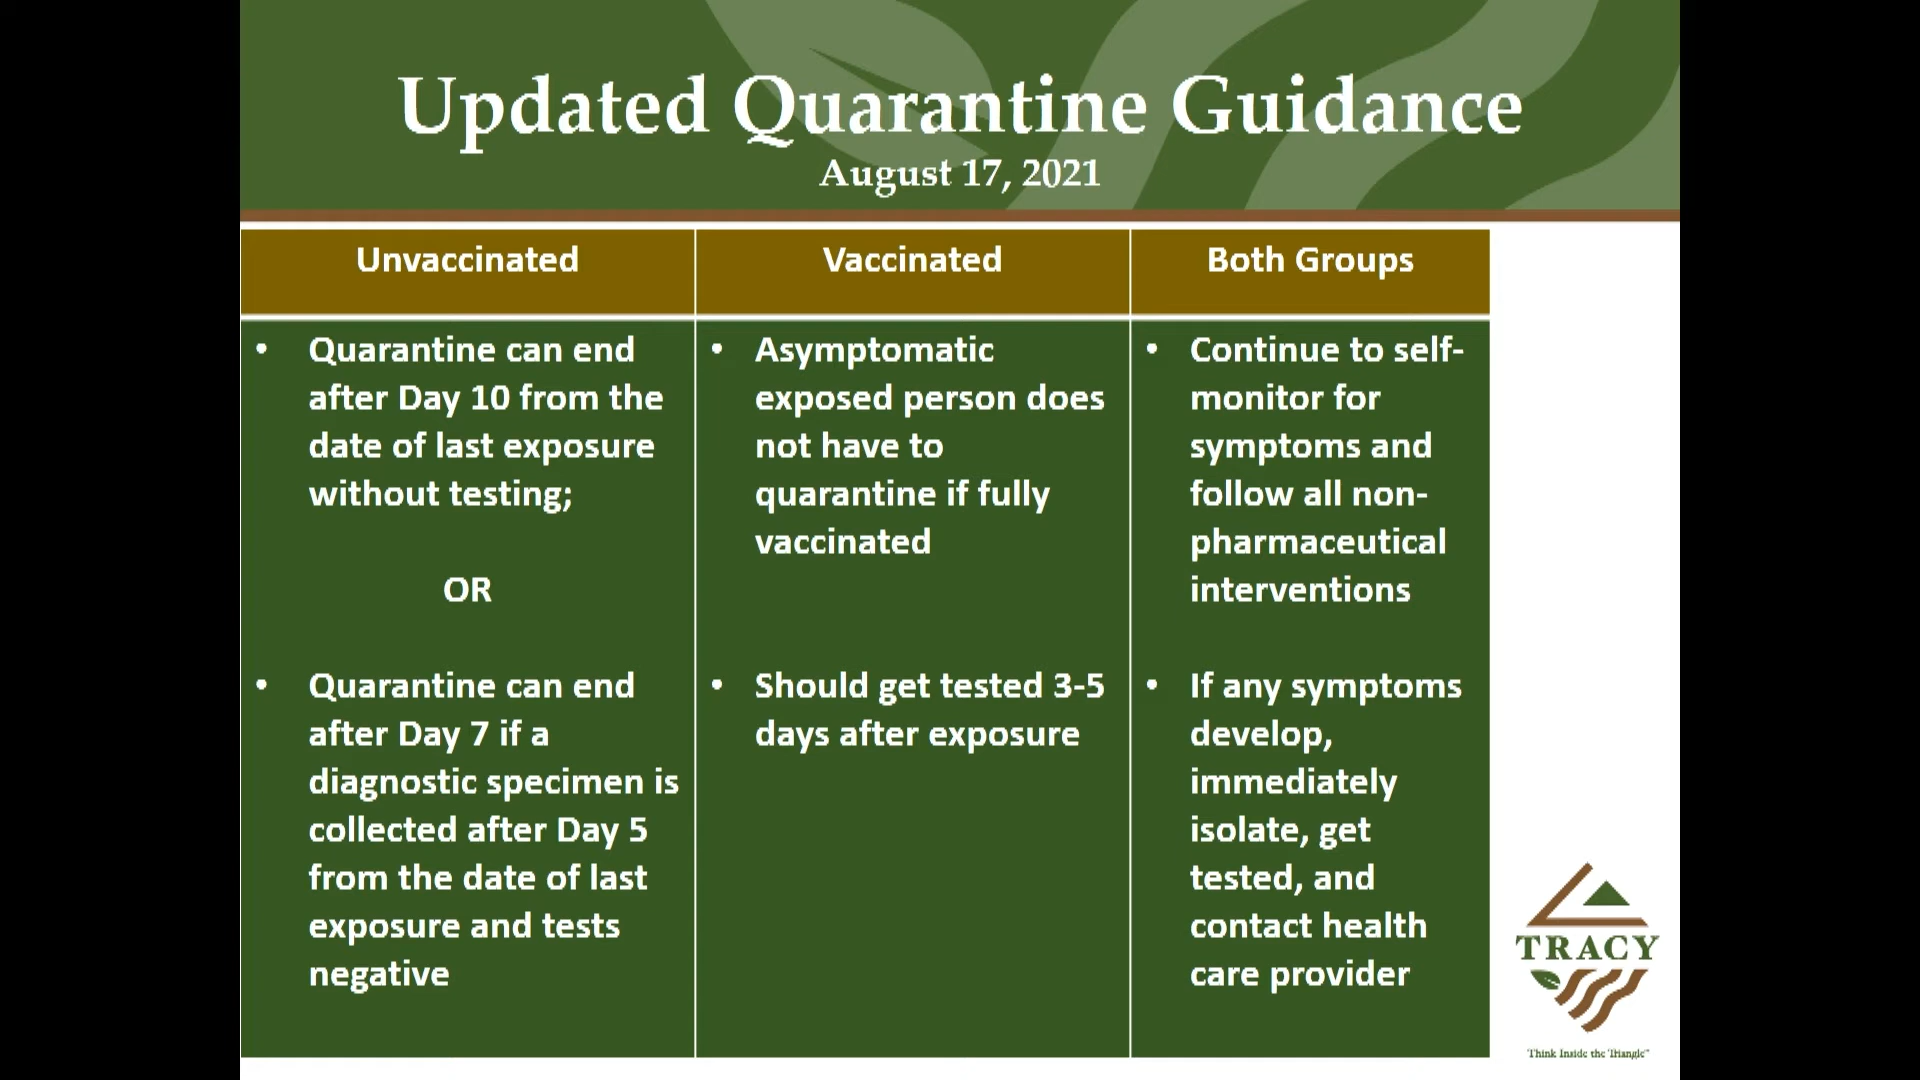 Updated Quarantine Guidance
August 17, 2021
Unvaccinated
• Quarantine can end
after Day 10 from the
date of last exposure
without testing;
OR
• Quarantine can end
after Day 7 if a
diagnostic specimen is
collected after Day 5
from the date of last
exposure and tests
negative
Vaccinated
• Asymptomatic
exposed person does
not have to
quarantine if fully
vaccinated
• Should get tested 3-5
days after exposure
Both Groups
• Continue to self-
monitor for
symptoms and
follow all non-
pharmaceutical
interventions
• If any symptoms
develop,
immediately
isolate, get
tested, and
contact health
care provider
TRACY
"Think Inside the Triangle"